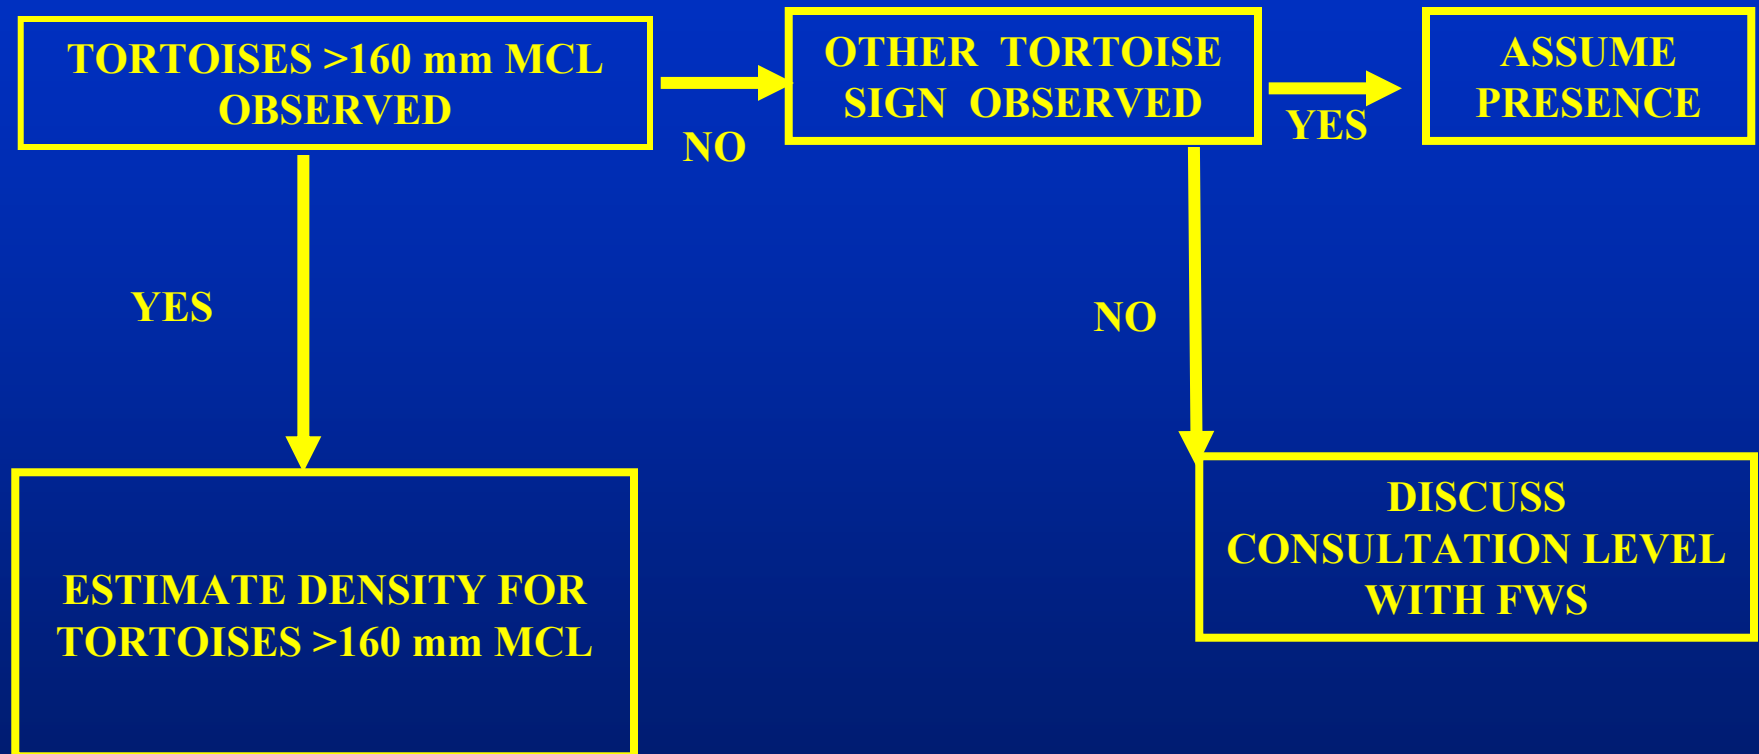 TORTOISES >160 mm MCL
OBSERVED
NO
OTHER TORTOISE
SIGN OBSERVED
YES
ASSUME
PRESENCE
YES
NO
ESTIMATE DENSITY FOR
TORTOISES >160 mm MCL
DISCUSS
CONSULTATION LEVEL
WITH FWS